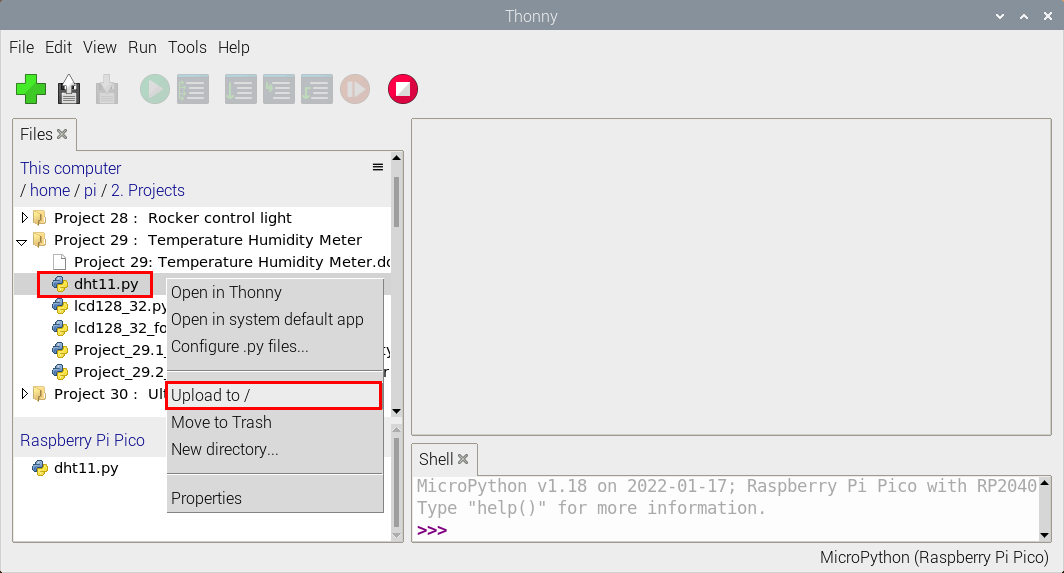 Thonny
File Edit View Run Tools Help
Files
This computer
/ home / pi / 2. Projects
Project 28 : Rocker control light
Project 29 : Temperature Humidity Meter
Project 29: Temperature Humidity Meter.do
dht11.py
lcd128_32.py
lcd128_32_fo
Project_29.1_
Project_29.2_
Project 30 : Ul
Open in Thonny
Open in system default app
Configure .py files...
Upload to /
Move to Trash
New directory...
Properties
Raspberry Pi Pico
dht11.py
Shell
MicroPython v1.18 on 2022-01-17; Raspberry Pi Pico with RP2040
Type "help()" for more information.
>>>
MicroPython (Raspberry Pi Pico)